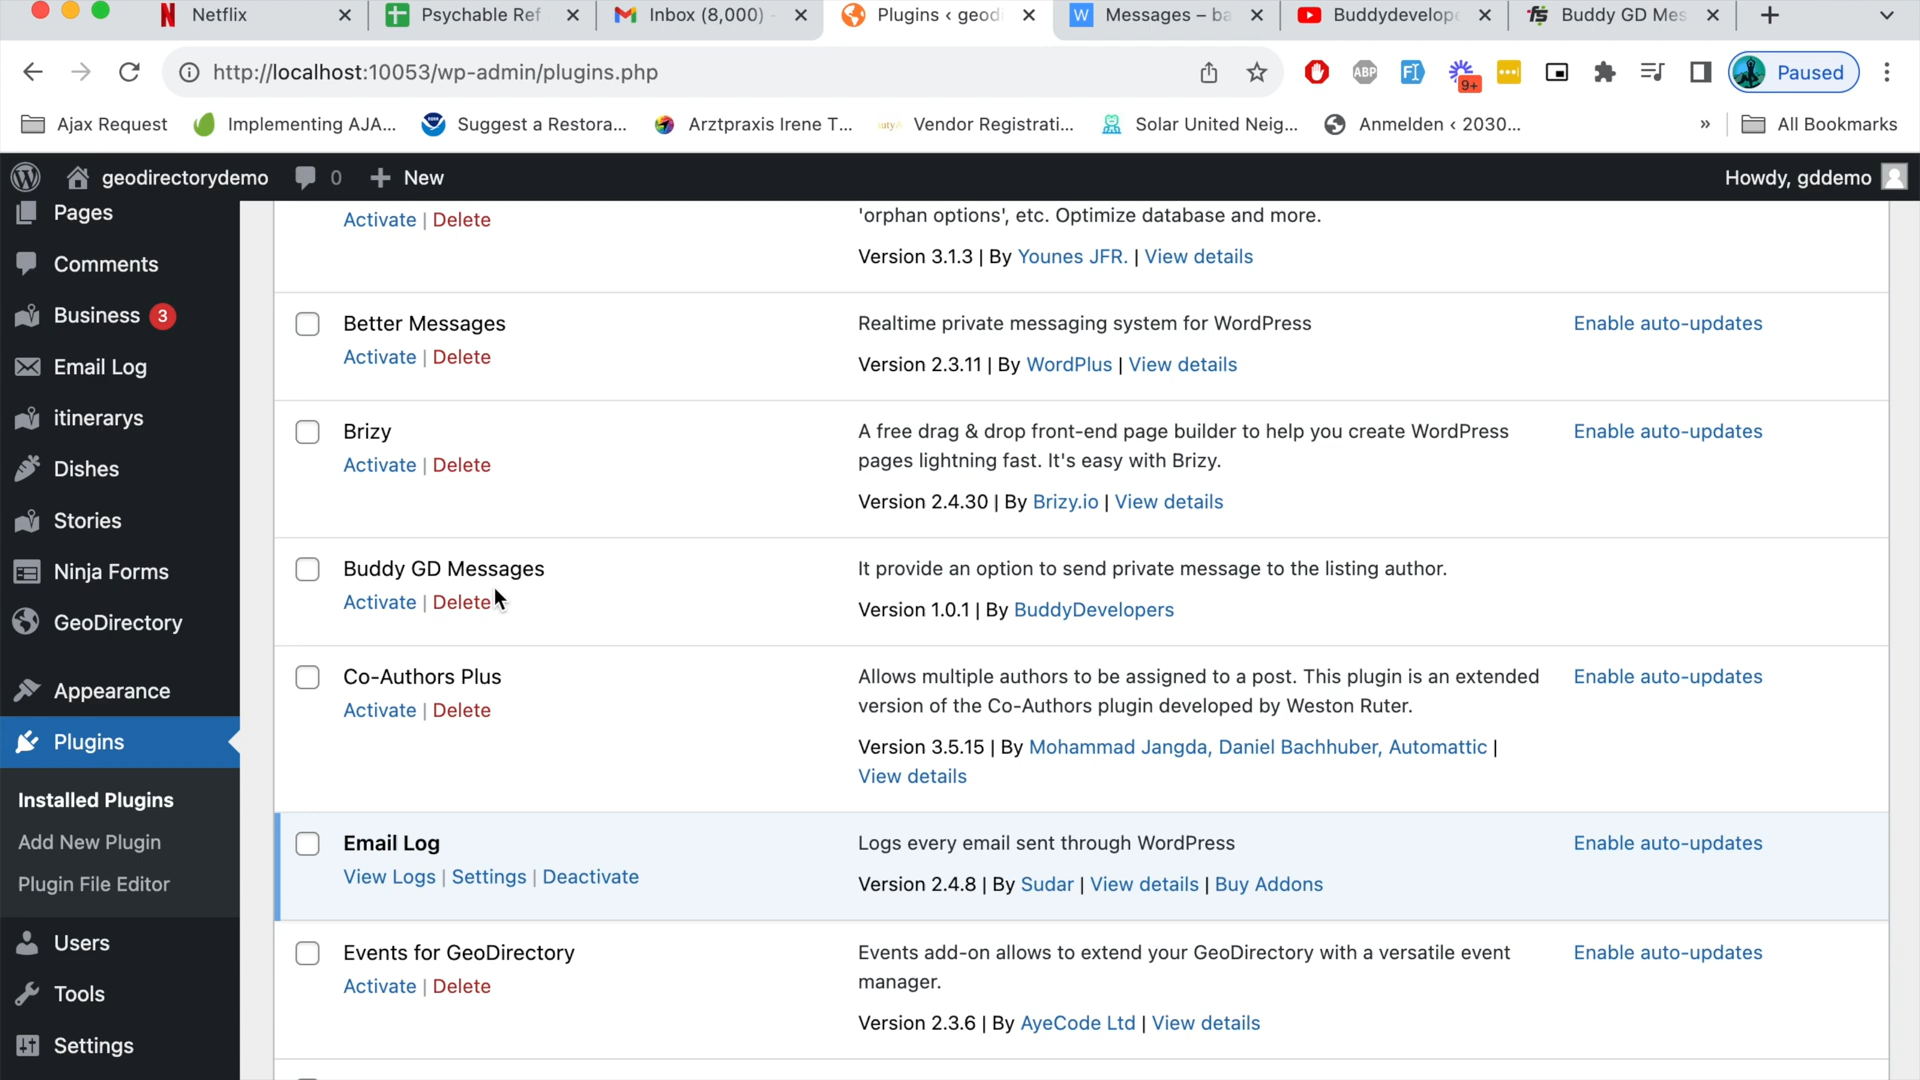 Netflix
Psychable Ref
Inbox (8,000) -
Plugins ‹ geod
Messages – ba
Buddydevelop
Buddy GD Mes
http://localhost:10053/wp-admin/plugins.php
ABP
9+
Paused
Ajax Request
Implementing AJA...
Suggest a Restora...
Arztpraxis Irene T...
Vendor Registrati...
Solar United Neig...
Anmelden ‹ 2030...
»
All Bookmarks
geodirectorydemo
0
New
Howdy, gddemo
Pages
Comments
Business 3
Email Log
itinerarys
Dishes
Stories
Ninja Forms
GeoDirectory
Appearance
Plugins
Installed Plugins
Add New Plugin
Plugin File Editor
Users
Tools
Settings
Activate | Delete
'orphan options', etc. Optimize database and more.
Version 3.1.3 | By Younes JFR. | View details
Better Messages
Activate | Delete
Realtime private messaging system for WordPress
Version 2.3.11 | By WordPlus | View details
Enable auto-updates
Brizy
Activate | Delete
A free drag & drop front-end page builder to help you create WordPress
pages lightning fast. It's easy with Brizy.
Version 2.4.30 | By Brizy.io | View details
Enable auto-updates
Buddy GD Messages
Activate | Delete
It provide an option to send private message to the listing author.
Version 1.0.1 | By BuddyDevelopers
Co-Authors Plus
Activate | Delete
Allows multiple authors to be assigned to a post. This plugin is an extended
version of the Co-Authors plugin developed by Weston Ruter.
Version 3.5.15 | By Mohammad Jangda, Daniel Bachhuber, Automattic |
View details
Enable auto-updates
Email Log
View Logs | Settings | Deactivate
Logs every email sent through WordPress
Version 2.4.8 | By Sudar | View details | Buy Addons
Enable auto-updates
Events for GeoDirectory
Activate | Delete
Events add-on allows to extend your GeoDirectory with a versatile event
manager.
Version 2.3.6 | By AyeCode Ltd | View details
Enable auto-updates